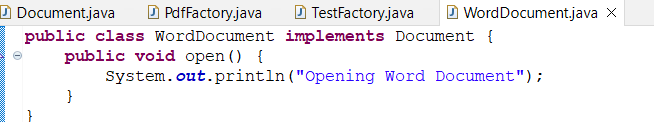 Document.java PdfFactory.java TestFactory.java WordDocument.java
public class WordDocument implements Document {
    public void open() {
        System.out.println("Opening Word Document");
    }
}